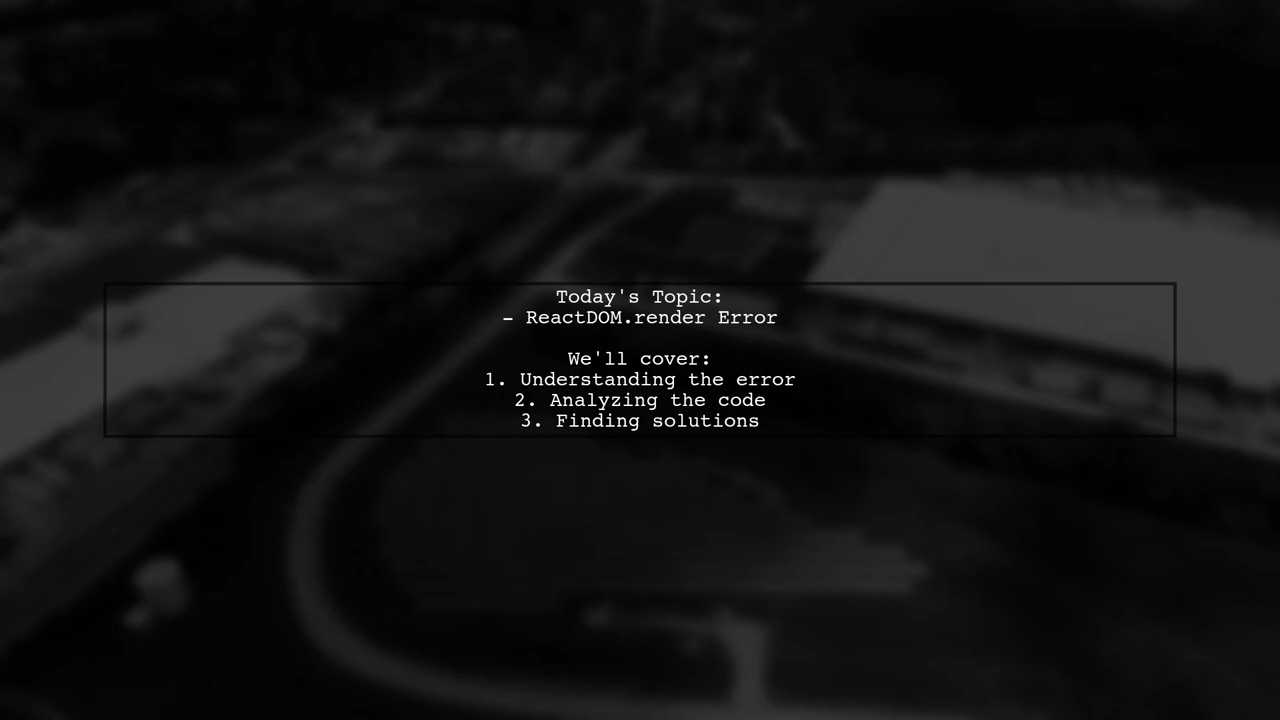 Today's Topic:
- ReactDOM.render Error
We'll cover:
1. Understanding the error
2. Analyzing the code
3. Finding solutions